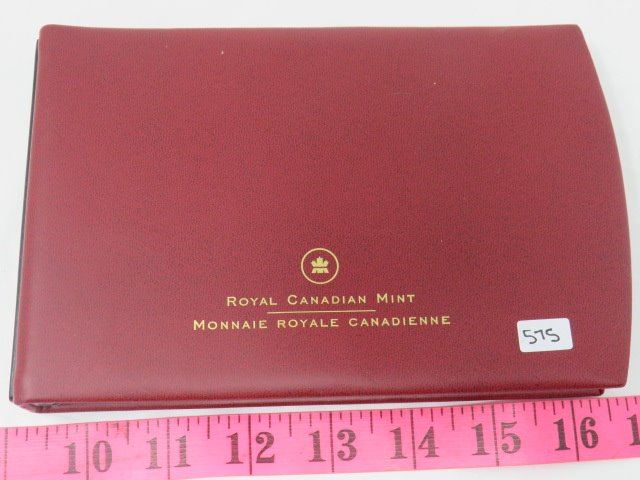 ROYAL CANADIAN MINT
MONNAIE ROYALE CANADIENNE
575
10 11 12 13 14 15 16